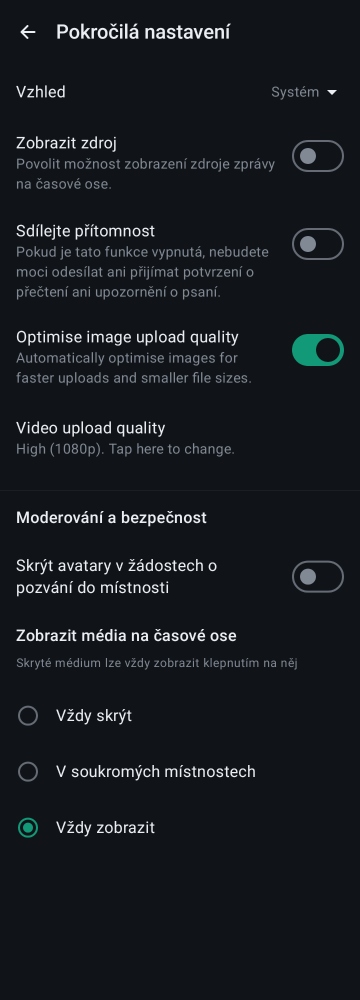 Pokročilá nastavení
Vzhled
Systém
Zobrazit zdroj
Povolit možnost zobrazení zdroje zprávy
na časové ose.
Sdílejte přítomnost
Pokud je tato funkce vypnutá, nebudete
moci odesílat ani přijímat potvrzení o
přečtení ani upozornění o psaní.
Optimise image upload quality
Automatically optimise images for
faster uploads and smaller file sizes.
Video upload quality
High (1080p). Tap here to change.
Moderování a bezpečnost
Skrýt avatary v žádostech o
pozvání do místnosti
Zobrazit média na časové ose
Skryté médium lze vždy zobrazit klepnutím na něj
Vždy skrýt
V soukromých místnostech
Vždy zobrazit